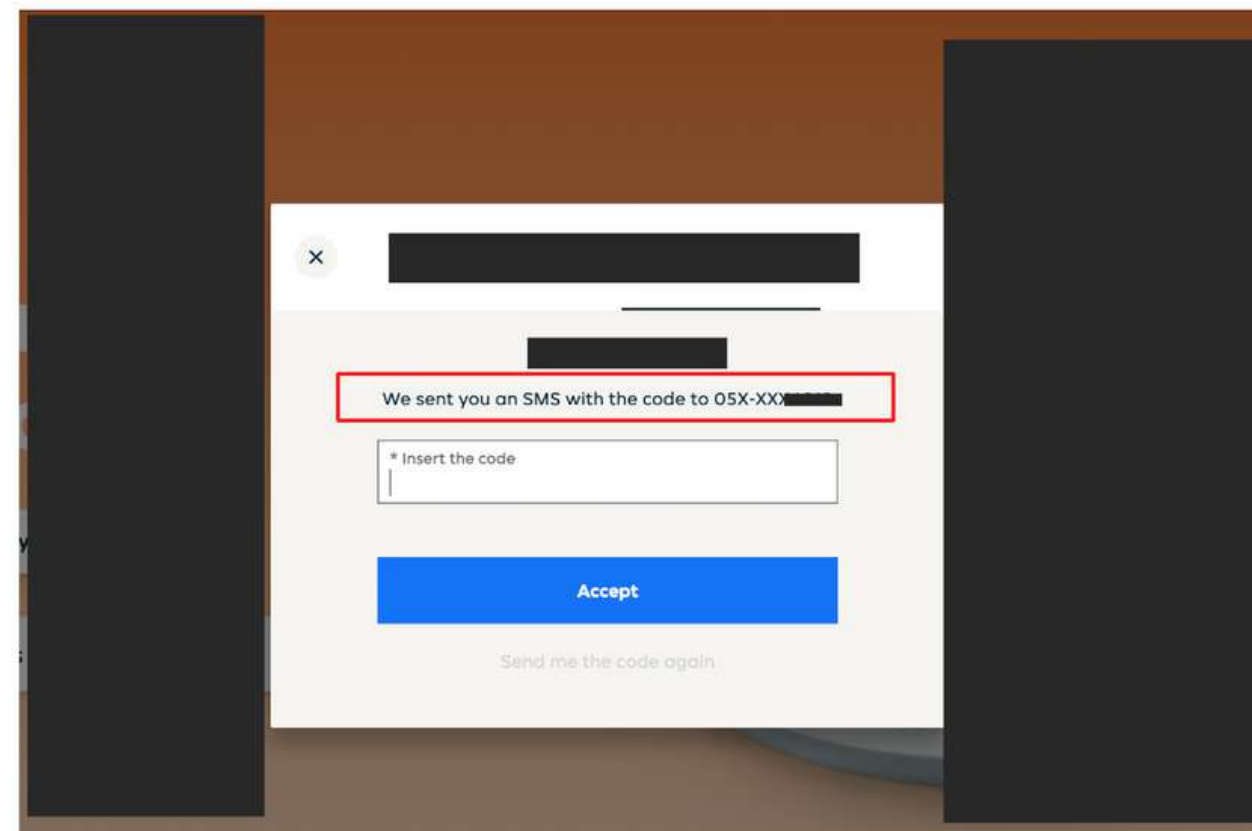 We sent you an SMS with the code to 05X-XXX
* Insert the code
Accept
Send me the code again